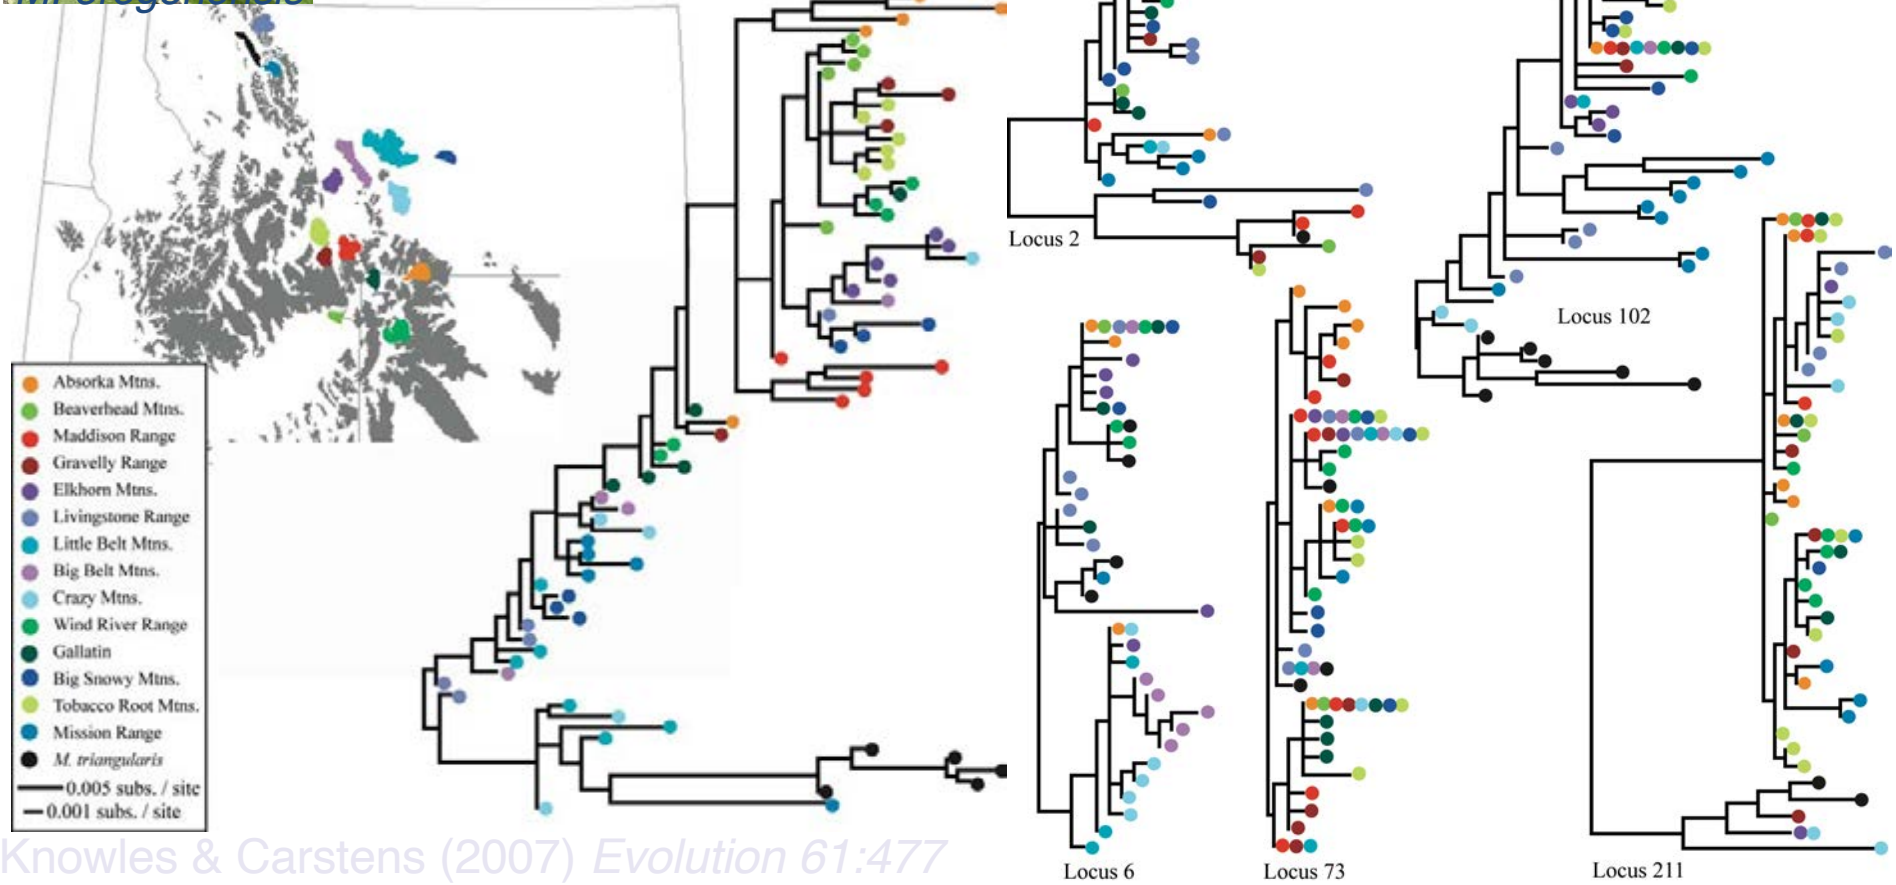 M. oregonensis
Absorka Mtns.
Beaverhead Mtns.
Maddison Range
Gravelly Range
Elkhorn Mtns.
Livingstone Range
Little Belt Mtns.
Big Belt Mtns.
Crazy Mtns.
Wind River Range
Gallatin
Big Snowy Mtns.
Tobacco Root Mtns.
Mission Range
M. triangularis
0.005 subs. / site
0.001 subs. / site
Locus 2
Locus 102
Locus 6
Locus 73
Locus 211
Knowles & Carstens (2007) Evolution 61:477